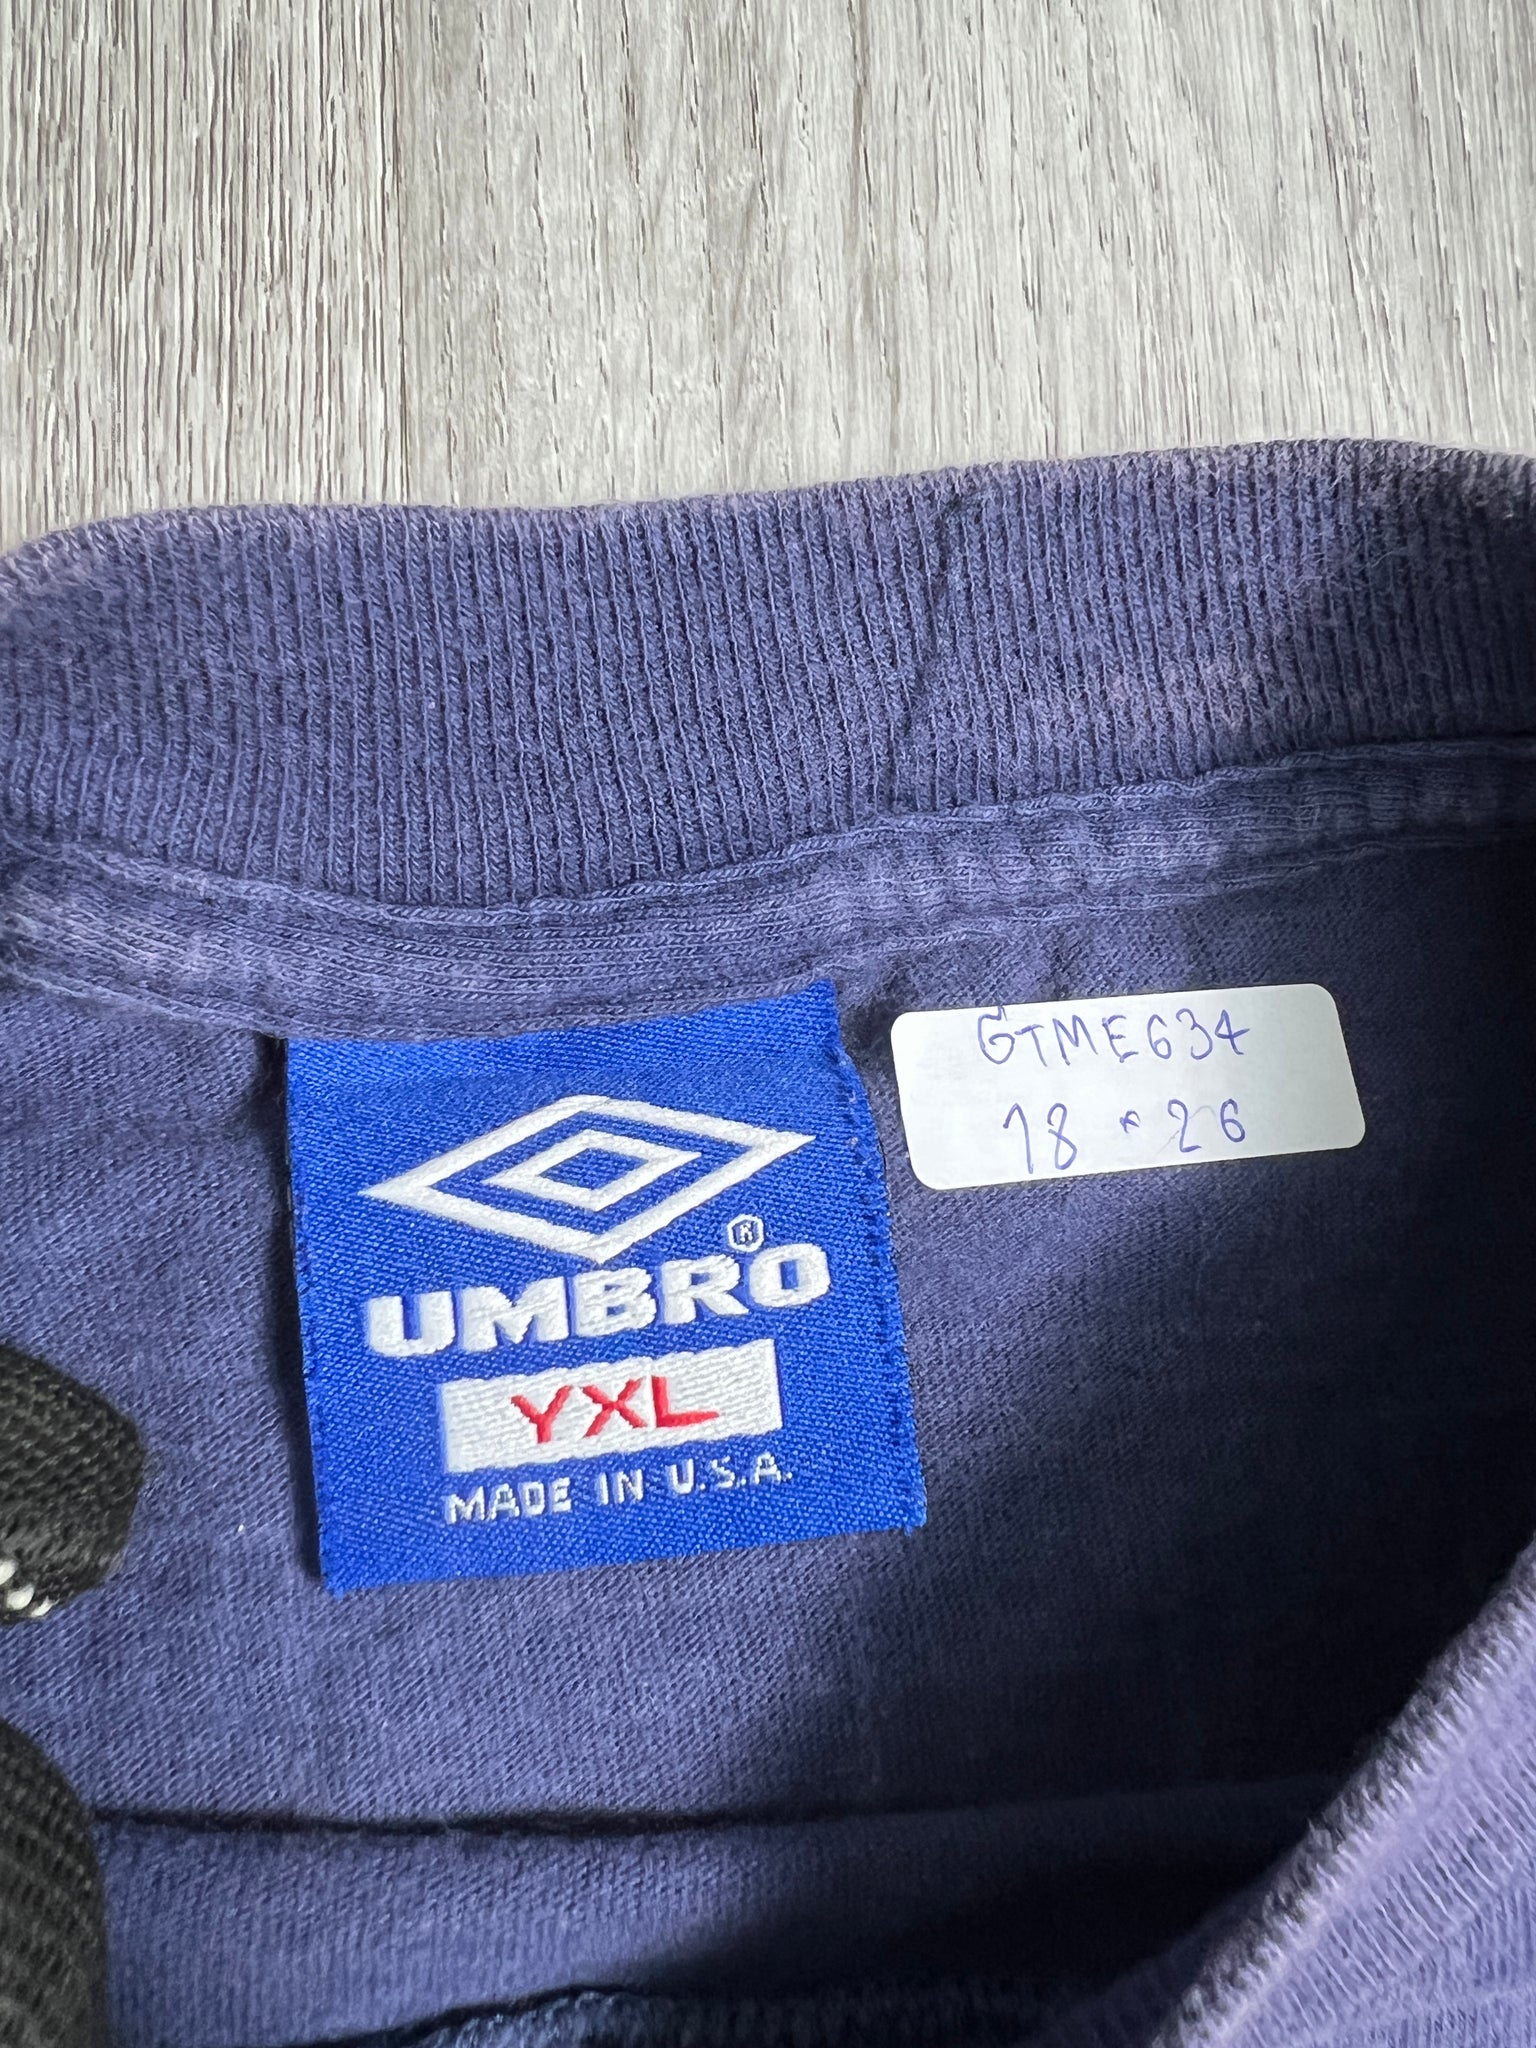 GTME634
18 * 26
UMBRO®
YXL
MADE IN U.S.A.